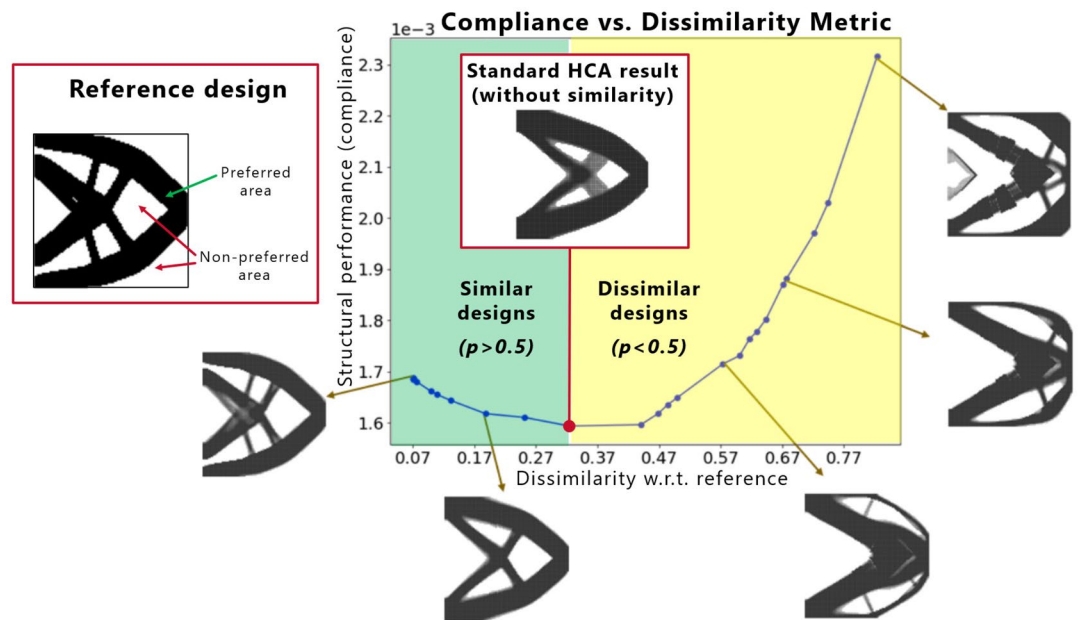 Compliance vs. Dissimilarity Metric
1e−3
Reference design
Preferred
area
Non-preferred
area
Structural performance (compliance)
2.3
2.2
2.1
2.0
1.9
1.8
1.7
1.6
Standard HCA result
(without similarity)
Similar
designs
(p>0.5)
Dissimilar
designs
(p<0.5)
0.07 0.17 0.27 0.37 0.47 0.57 0.67 0.77
Dissimilarity w.r.t. reference